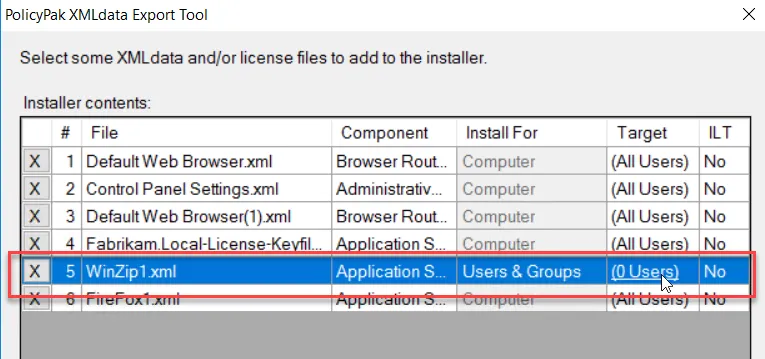 PolicyPak XMLdata Export Tool
Select some XMLdata and/or license files to add to the installer.
Installer contents:
# File Component Install For Target ILT
X 1 Default Web Browser.xml Browser Rout... Computer (All Users) No
X 2 Control Panel Settings.xml Administrativ... Computer (All Users) No
X 3 Default Web Browser(1).xml Browser Rout... Computer (All Users) No
X 4 Fabrikam.Local-License-Keyfil... Application S... Computer (All Users) No
X 5 WinZip1.xml Application S... Users & Groups (0 Users) No
X 6 FireFox1.xml Application S... Computer (All Users) No